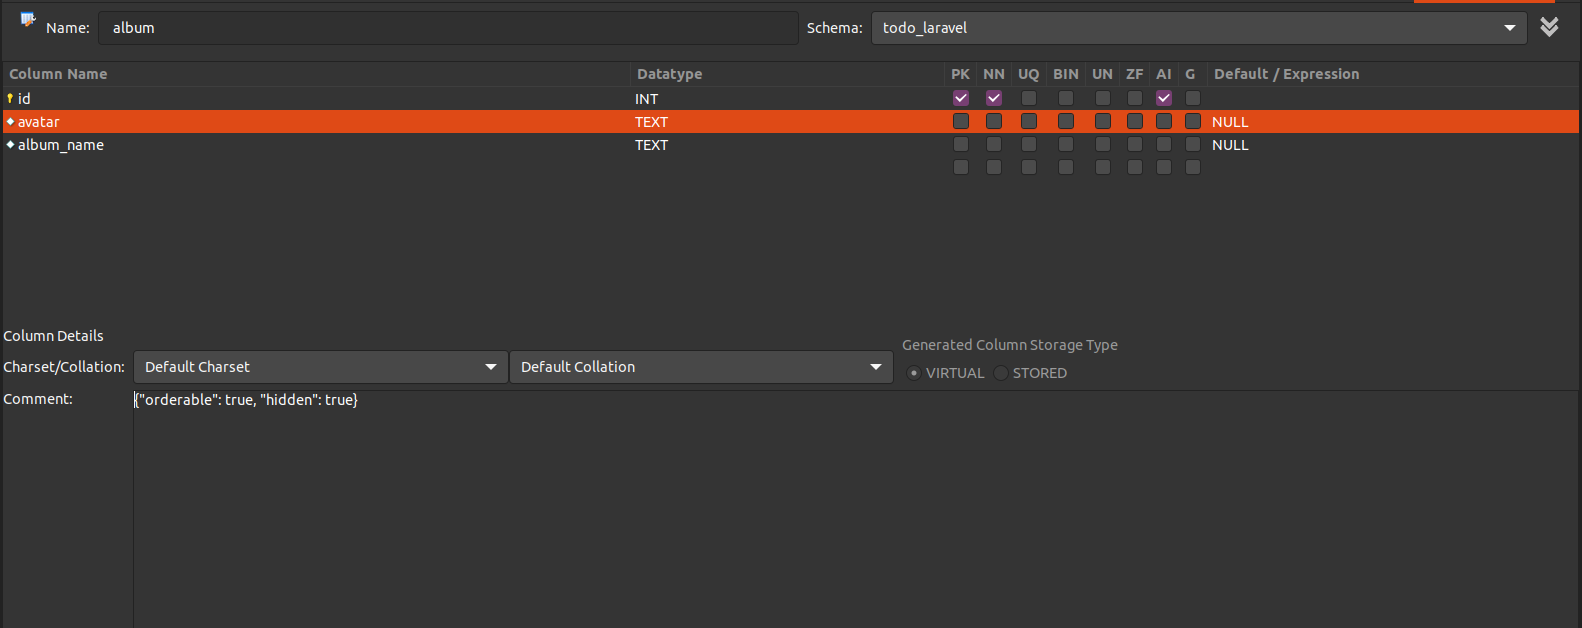 Name: album Schema: todo_laravel
Column Name Datatype PK NN UQ BIN UN ZF AI G Default / Expression
id INT
avatar TEXT NULL
album_name TEXT NULL
Column Details
Generated Column Storage Type
Charset/Collation: Default Charset Default Collation
VIRTUAL STORED
Comment: {"orderable": true, "hidden": true}